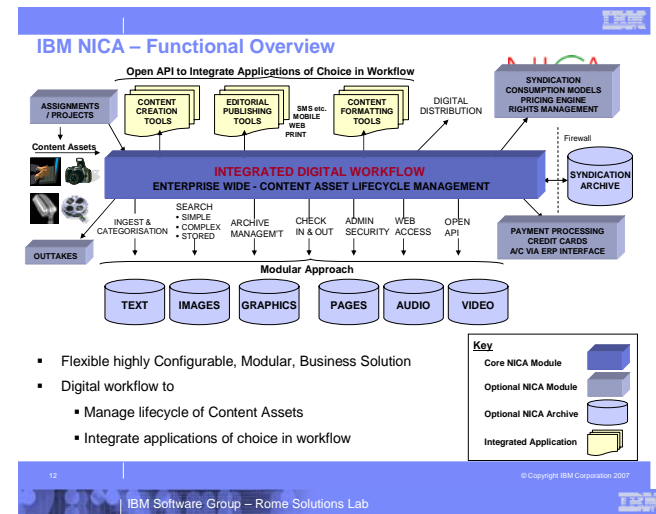 IBM
IBM NICA – Functional Overview
Open API to Integrate Applications of Choice in Workflow
ASSIGNMENTS
/ PROJECTS
CONTENT
CREATION
TOOLS
EDITORIAL
PUBLISHING
TOOLS
SMS etc.
MOBILE
WEB
PRINT
CONTENT
FORMATTING
TOOLS
DIGITAL
DISTRIBUTION
SYNDICATION
CONSUMPTION MODELS
PRICING ENGINE
RIGHTS MANAGEMENT
Content Assets
Firewall
INTEGRATED DIGITAL WORKFLOW
ENTERPRISE WIDE - CONTENT ASSET LIFECYCLE MANAGEMENT
SYNDICATION
ARCHIVE
OUTTAKES
INGEST &
CATEGORISATION
SEARCH
• SIMPLE
• COMPLEX
• STORED
ARCHIVE
MANAGEM'T
CHECK
IN & OUT
ADMIN
SECURITY
WEB
ACCESS
OPEN
API
PAYMENT PROCESSING
CREDIT CARDS
A/C VIA ERP INTERFACE
Modular Approach
TEXT
IMAGES
GRAPHICS
PAGES
AUDIO
VIDEO
▪ Flexible highly Configurable, Modular, Business Solution
▪ Digital workflow to
▪ Manage lifecycle of Content Assets
▪ Integrate applications of choice in workflow
Key
Core NICA Module
Optional NICA Module
Optional NICA Archive
Integrated Application
12
© Copyright IBM Corporation 2007
IBM Software Group – Rome Solutions Lab
IBM